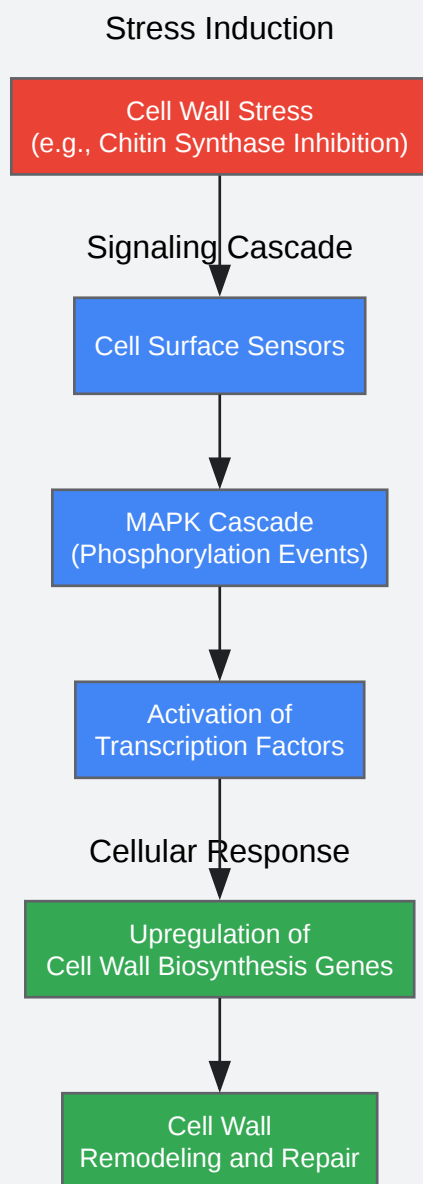 Stress Induction
Cell Wall Stress
(e.g., Chitin Synthase Inhibition)
Signaling Cascade
Cell Surface Sensors
MAPK Cascade
(Phosphorylation Events)
Activation of
Transcription Factors
Cellular Response
Upregulation of
Cell Wall Biosynthesis Genes
Cell Wall
Remodeling and Repair